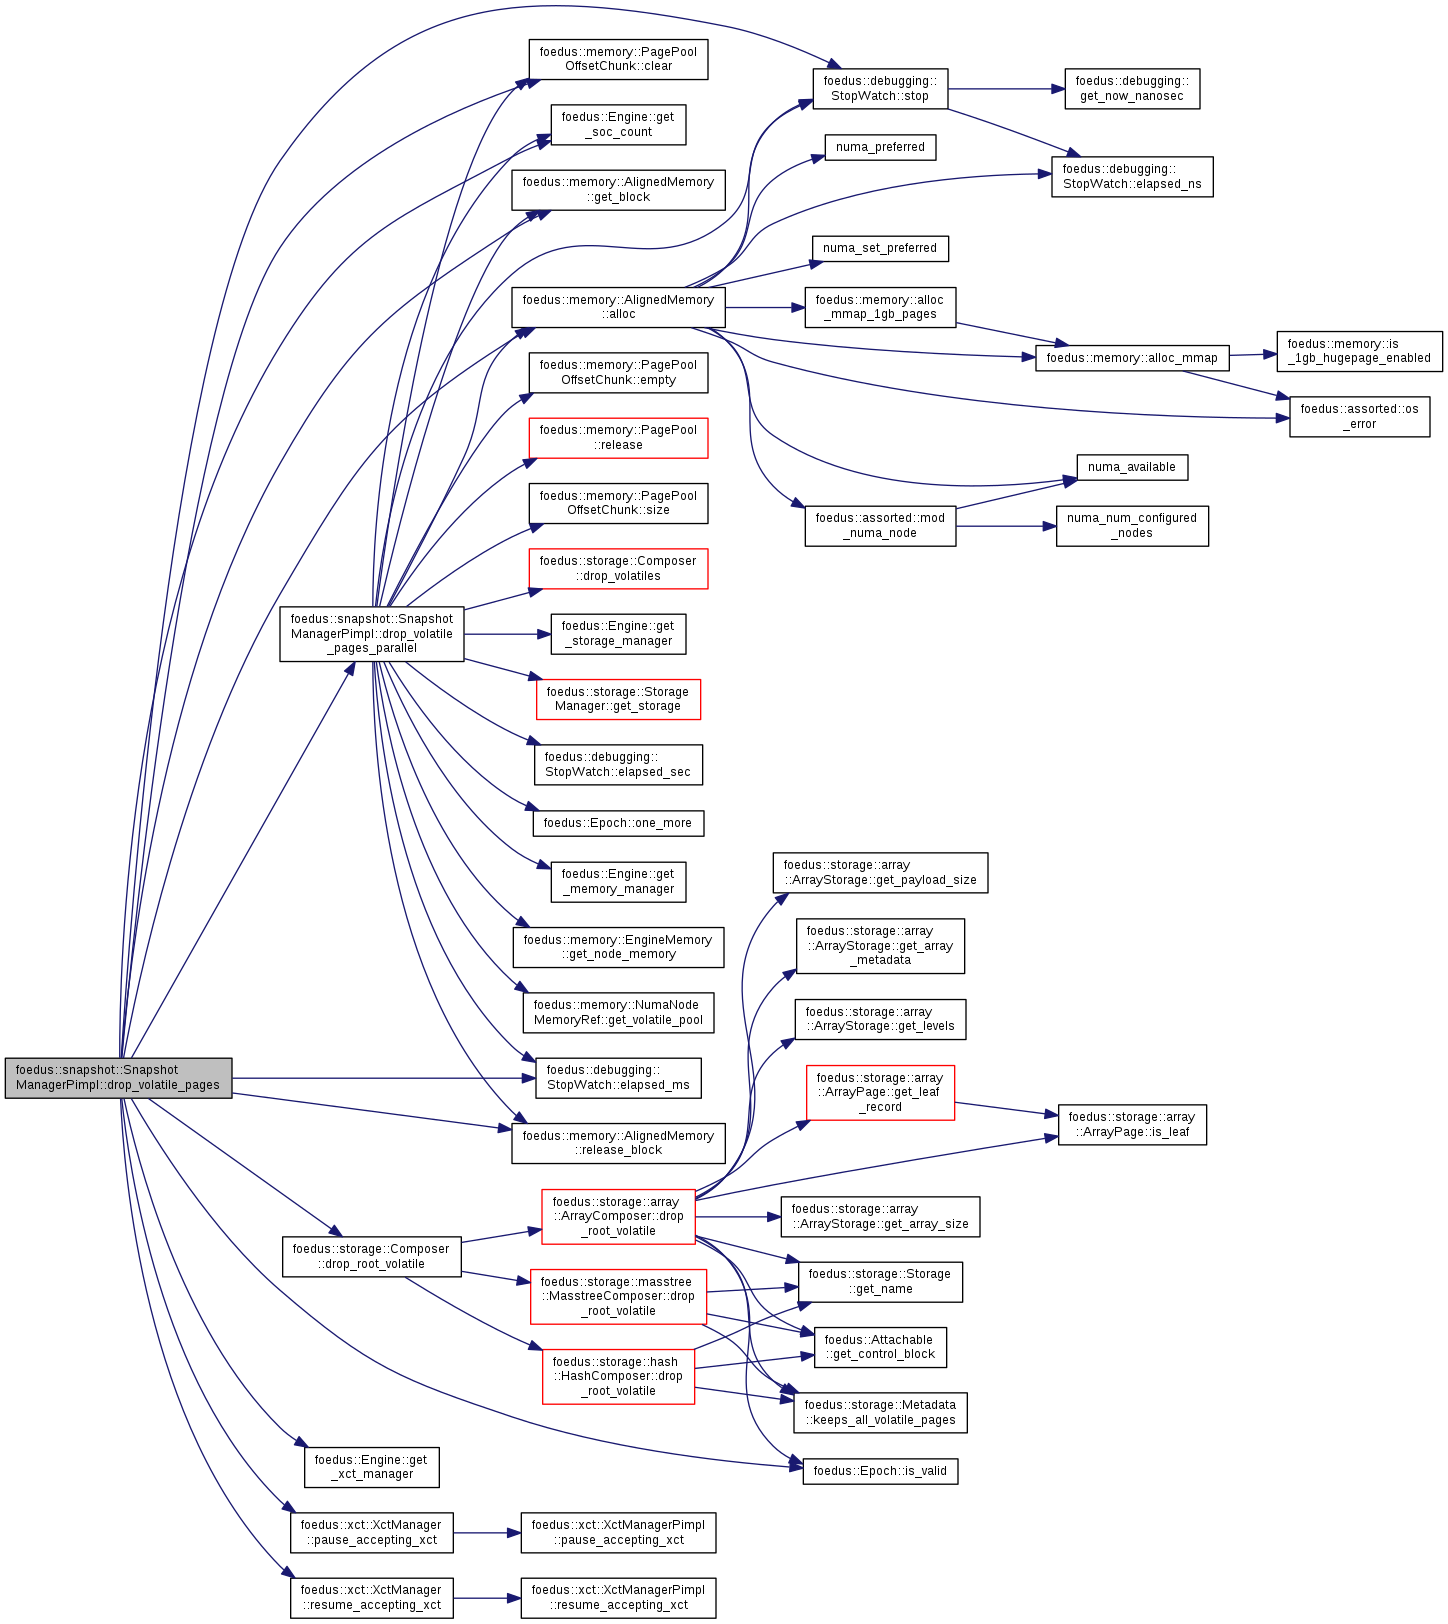 foedus::memory::PagePool
OffsetChunk::clear
foedus::debugging::
StopWatch::stop
foedus::debugging::
get_now_nanosec
foedus::Engine::get
_soc_count
numa_preferred
foedus::debugging::
StopWatch::elapsed_ns
foedus::memory::AlignedMemory
::get_block
numa_set_preferred
foedus::memory::AlignedMemory
::alloc
foedus::memory::alloc
_mmap_1gb_pages
foedus::memory::alloc_mmap
foedus::memory::is
_1gb_hugepage_enabled
foedus::memory::PagePool
OffsetChunk::empty
foedus::assorted::os
_error
foedus::memory::PagePool
::release
numa_available
foedus::memory::PagePool
OffsetChunk::size
foedus::assorted::mod
_numa_node
numa_num_configured
_nodes
foedus::storage::Composer
::drop_volatiles
foedus::snapshot::Snapshot
ManagerPimpl::drop_volatile
_pages_parallel
foedus::Engine::get
_storage_manager
foedus::storage::Storage
Manager::get_storage
foedus::debugging::
StopWatch::elapsed_sec
foedus::Epoch::one_more
foedus::Engine::get
_memory_manager
foedus::storage::array
::ArrayStorage::get_payload_size
foedus::memory::EngineMemory
::get_node_memory
foedus::storage::array
::ArrayStorage::get_array
_metadata
foedus::memory::NumaNode
MemoryRef::get_volatile_pool
foedus::storage::array
::ArrayStorage::get_levels
foedus::snapshot::Snapshot
ManagerPimpl::drop_volatile_pages
foedus::debugging::
StopWatch::elapsed_ms
foedus::storage::array
::ArrayPage::get_leaf
_record
foedus::storage::array
::ArrayPage::is_leaf
foedus::memory::AlignedMemory
::release_block
foedus::storage::array
::ArrayComposer::drop
_root_volatile
foedus::storage::array
::ArrayStorage::get_array_size
foedus::storage::Composer
::drop_root_volatile
foedus::storage::masstree
::MasstreeComposer::drop
_root_volatile
foedus::storage::Storage
::get_name
foedus::storage::hash
::HashComposer::drop
_root_volatile
foedus::Attachable
::get_control_block
foedus::storage::Metadata
::keeps_all_volatile_pages
foedus::Engine::get
_xct_manager
foedus::Epoch::is_valid
foedus::xct::XctManager
::pause_accepting_xct
foedus::xct::XctManagerPimpl
::pause_accepting_xct
foedus::xct::XctManager
::resume_accepting_xct
foedus::xct::XctManagerPimpl
::resume_accepting_xct